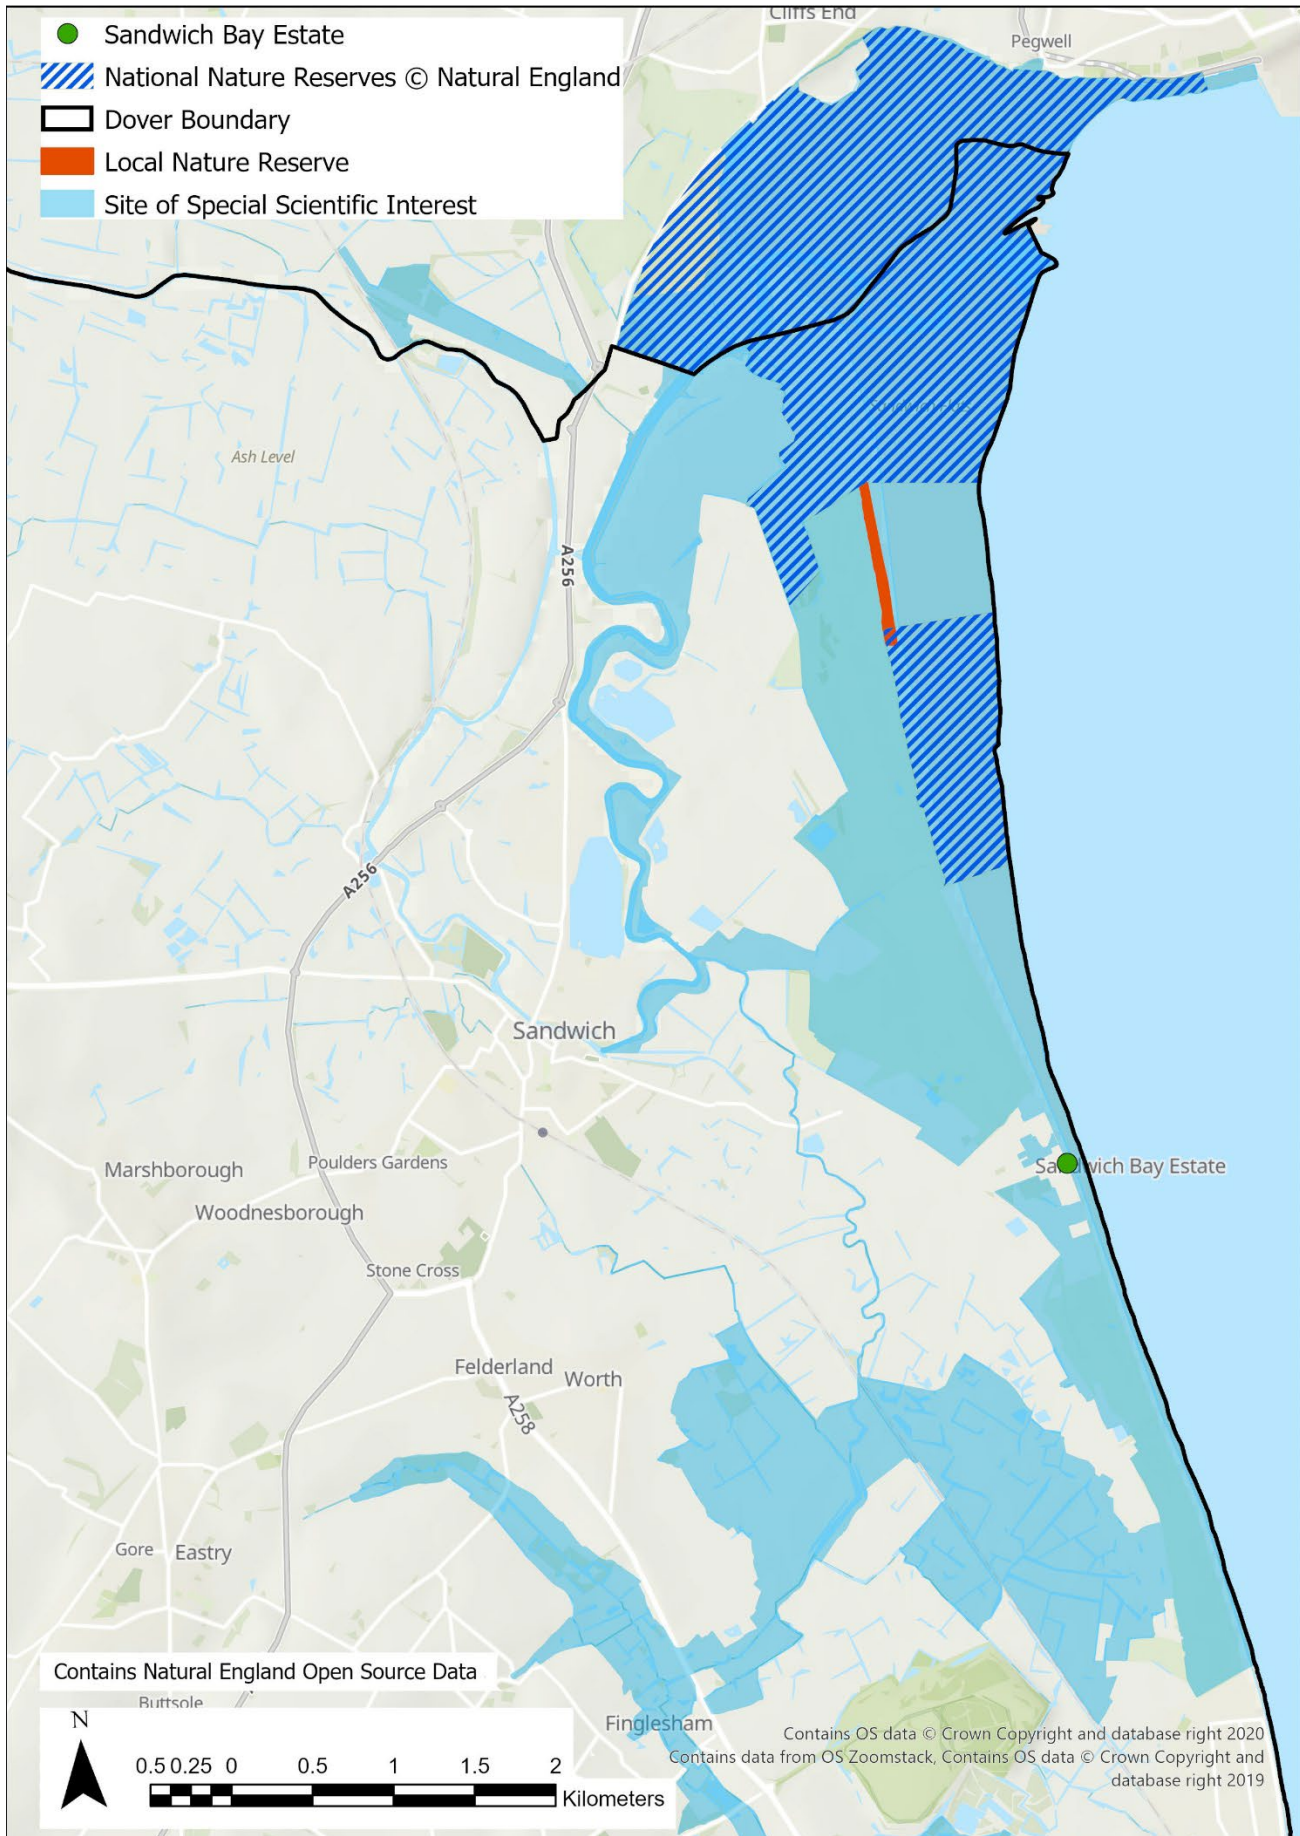 Cliffs End
Pegwell
Sandwich Bay Estate
National Nature Reserves © Natural England
Dover Boundary
Local Nature Reserve
Site of Special Scientific Interest
Ash Level
A256
A256
Sandwich
Marshborough
Poulders Gardens
Sandwich Bay Estate
Woodnesborough
Stone Cross
Felderland
Worth
A258
Gore
Eastry
Contains Natural England Open Source Data
Buttsole
Finglesham
N
0.5 0.25 0 0.5 1 1.5 2
Kilometers
Contains OS data © Crown Copyright and database right 2020
Contains data from OS Zoomstack, Contains OS data © Crown Copyright and
database right 2019